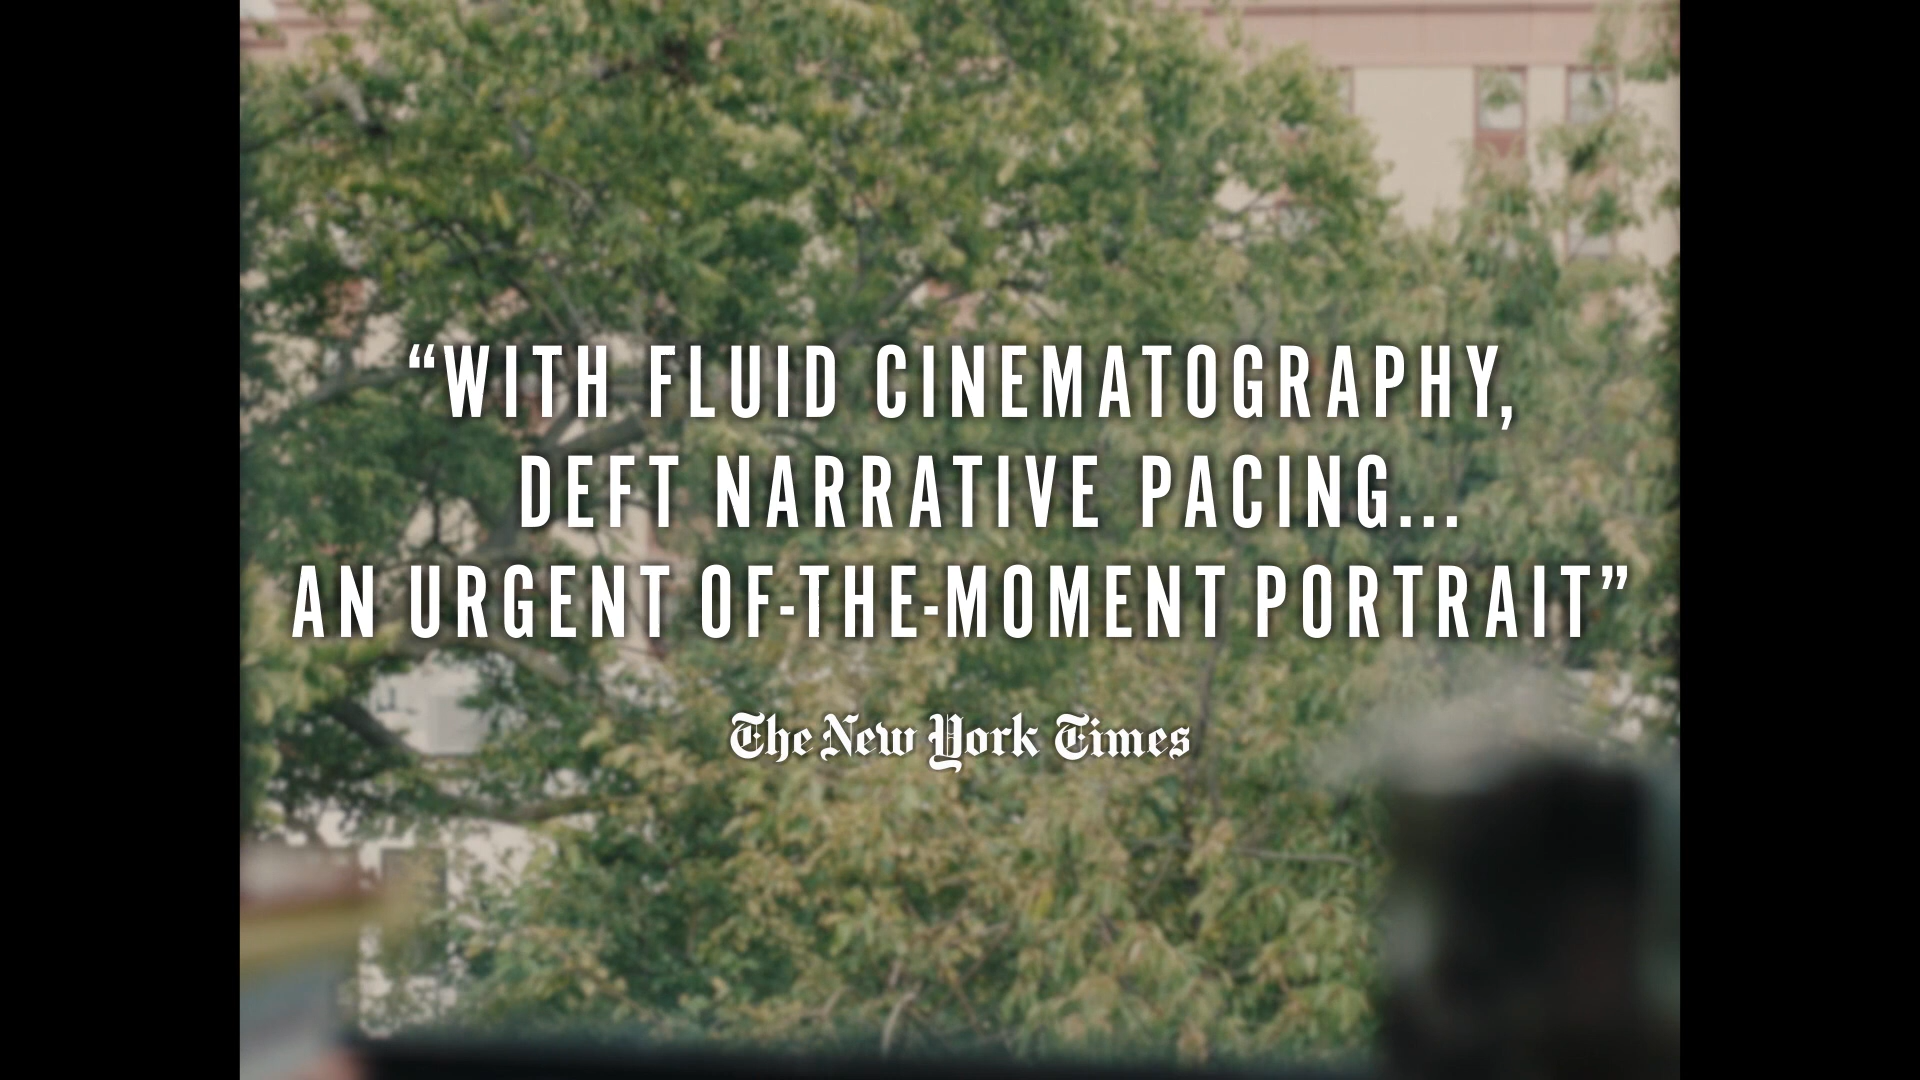 “WITH FLUID CINEMATOGRAPHY,
DEFT NARRATIVE PACING...
AN URGENT OF-THE-MOMENT PORTRAIT”
The New York Times